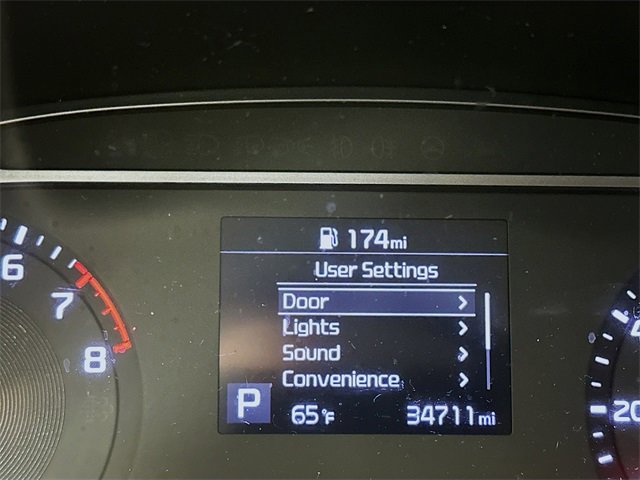 174mi
User Settings
Door >
Lights >
Sound >
Convenience >
P 65°F 34711mi
6
7
8
20